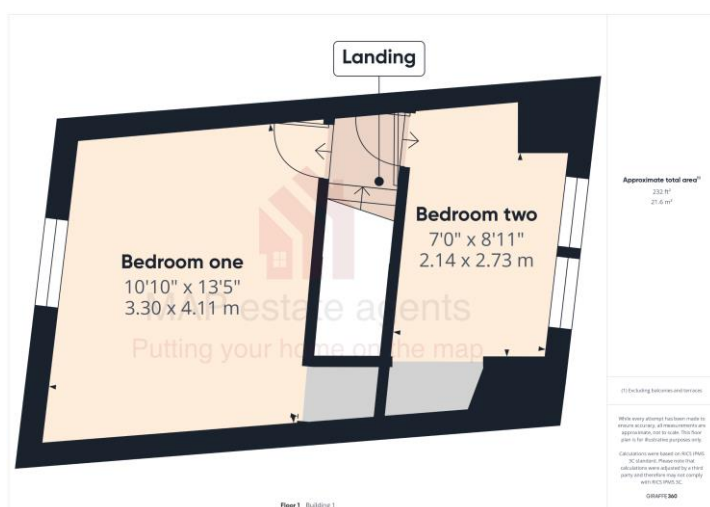 Landing
Bedroom one
10'10" x 13'5"
3.30 x 4.11 m
Bedroom two
7'0" x 8'11"
2.14 x 2.73 m
MAP estate agents
Putting your home on the map
Approximate total area(1)
232 ft²
21.6 m²
(1) Excluding balconies and terraces
While every attempt has been made to
ensure accuracy, all measurements are
approximate, not to scale. This floor
plan is for illustrative purposes only.
Calculations were based on RICS IPMS
3C standard. Please note that
calculations were adjusted by a third
party and therefore may not comply
with RICS IPMS 3C.
GIRAFFE360
Floor 1 Building 1